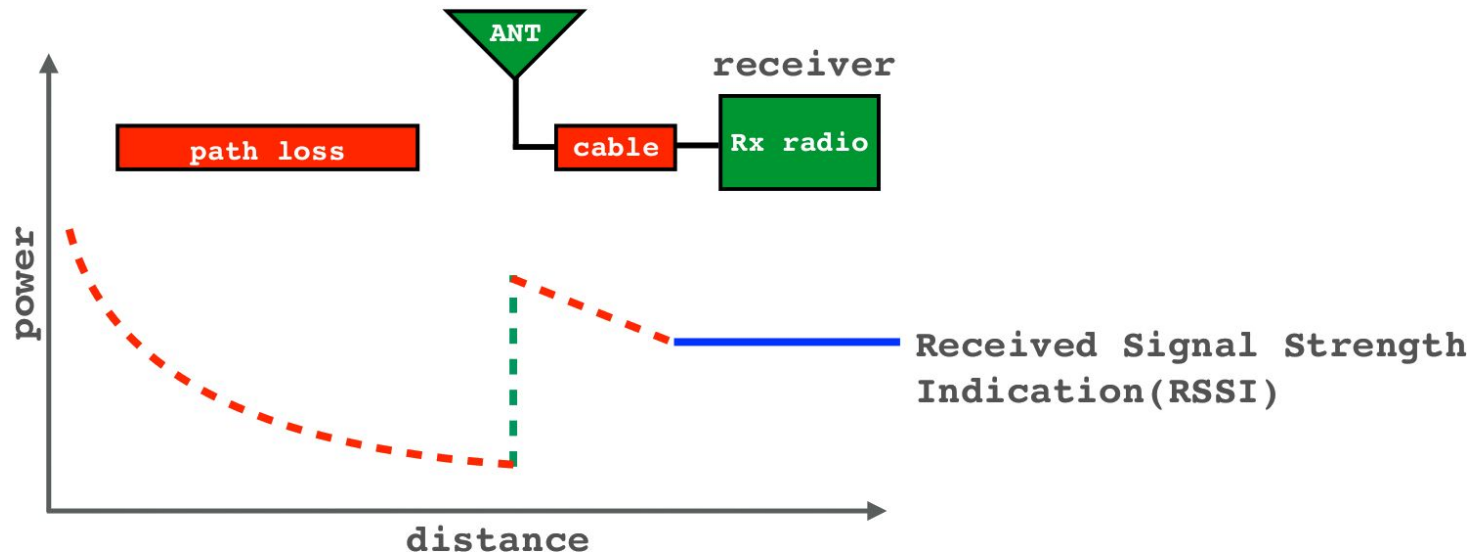 ANT
receiver
path loss
cable
Rx radio
power
Received Signal Strength
Indication(RSSI)
distance